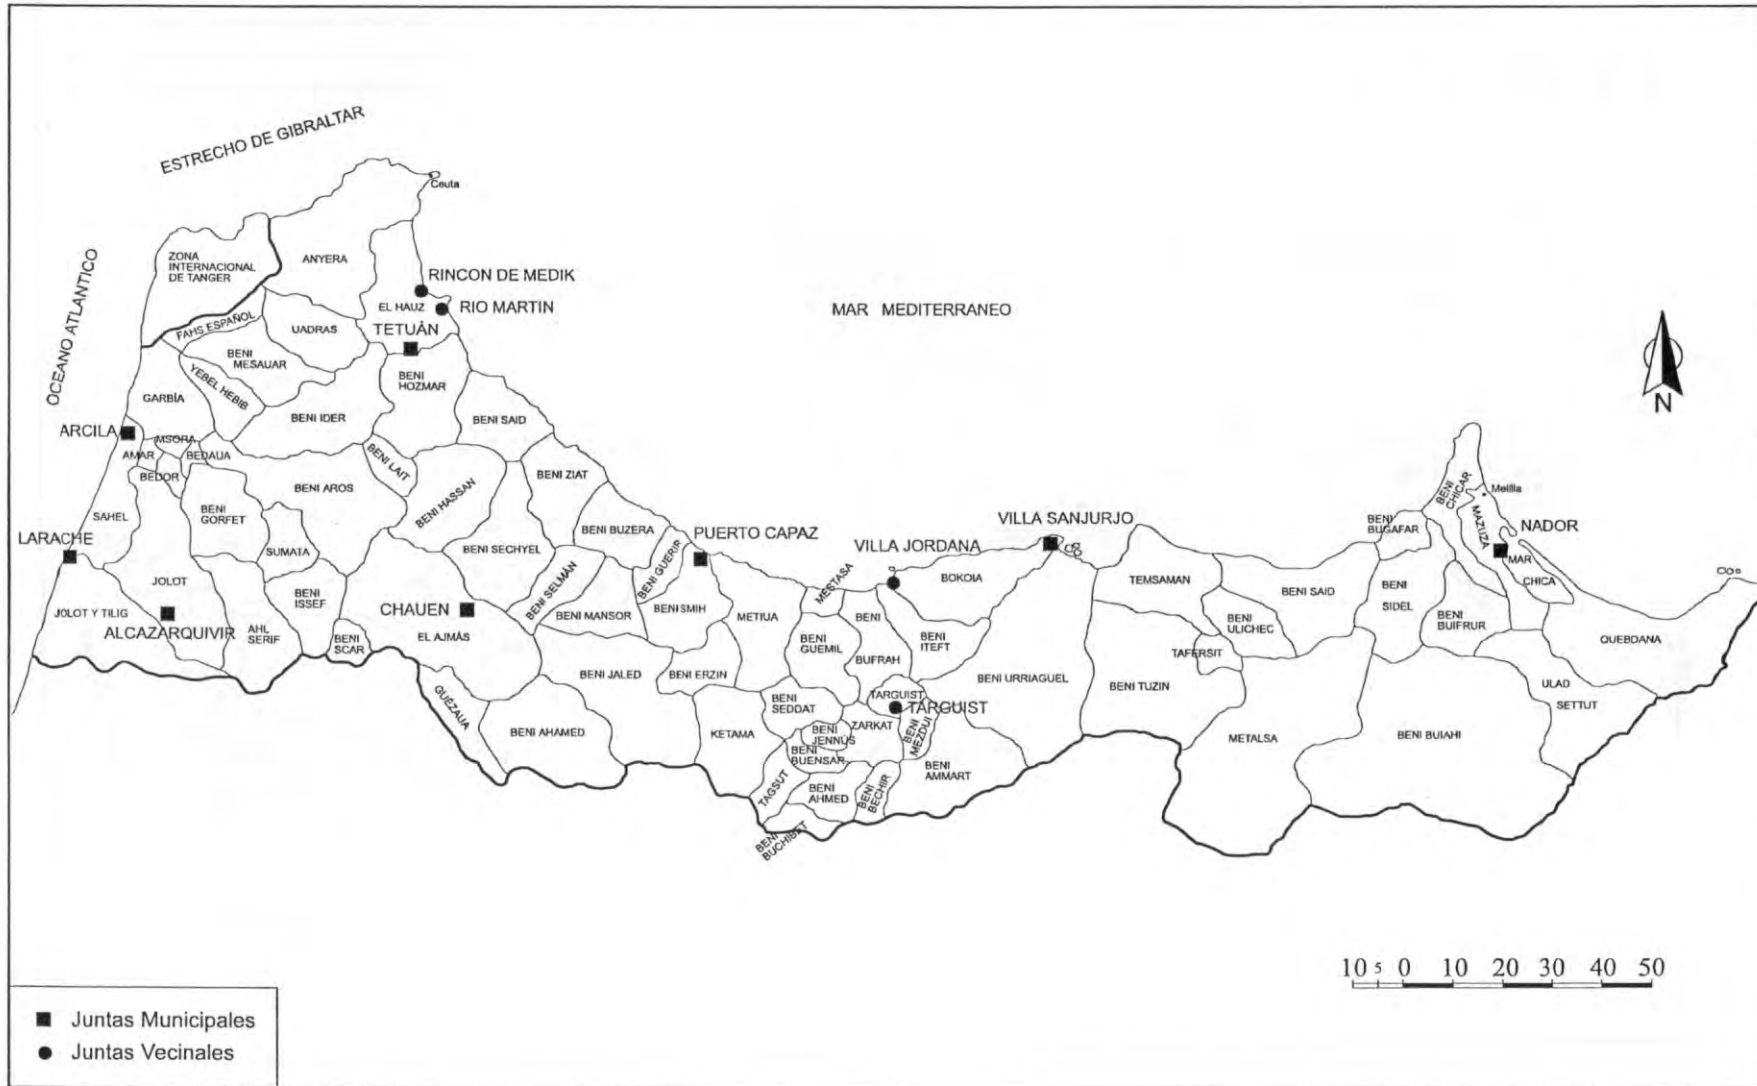 ESTRECHO DE GIBRALTAR
Ceuta
OCEANO ATLANTICO
ZONA
INTERNACIONAL
DE TANGER
ANYERA
RINCON DE MEDIK
EL HAUZ
RIO MARTIN
MAR MEDITERRANEO
FAHS ESPAÑOL
UADRAS
TETUÁN
BENI
MESAUAR
YEBEL HEBIB
BENI
HOZMAR
GARBÍA
BENI IDER
BENI SAID
ARCILA
MSORA
AMAR
BEDAUA
BEDOR
BENI LAIT
BENI AROS
BENI HASSAN
BENI ZIAT
SAHEL
BENI
GORFET
BENI BUZERA
LARACHE
SUMATA
BENI SECHYEL
BENI GUERIR
PUERTO CAPAZ
JOLOT
BENI
ISSEF
BENI SELMÁN
JOLOT Y TILIG
ALCAZARQUIVIR
AHL
SERIF
BENI
SCAR
CHAUEN
EL AJMÁS
BENI MANSOR
BENI SMIH
METIUA
MESTASA
VILLA JORDANA
VILLA SANJURJO
BOKOIA
BENI
BUFRAH
BENI
GUEMIL
BENI
ITEFT
GUEZAUA
BENI JALED
BENI ERZIN
BENI AHAMED
KETAMA
BENI
SEDDAT
TARGUIST
TARGUIST
BENI
JENNÚS
ZARKAT
BENI
MEZDUI
BENI
BUENSAR
TAGSUT
BENI
AHMED
BENI
BECHIR
BENI
AMMART
BENI
BUCHIBET
BENI URRIAGUEL
TEMSAMAN
BENI
ULICHEC
TAFERSIT
BENI TUZIN
BENI SAID
METALSA
BENI
BUGAFAR
BENI
CHICAR
Melilla
MAZUZA
NADOR
MAR
CHICA
BENI
SIDEL
BENI
BUIFRUR
QUEBDANA
ULAD
SETTUT
BENI BUIAHI
N
10 5 0 10 20 30 40 50
Juntas Municipales
Juntas Vecinales